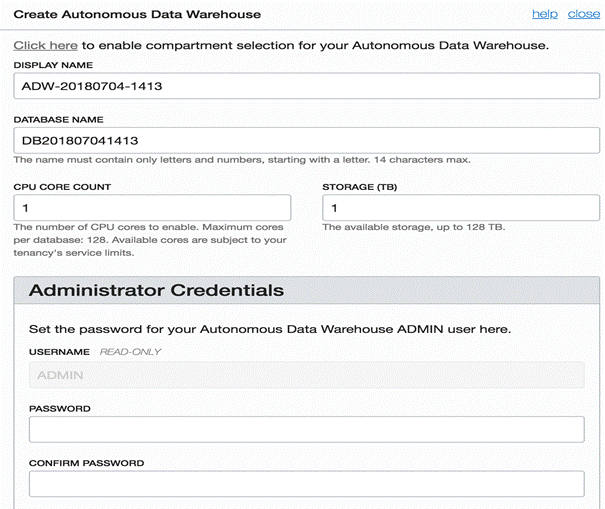 Create Autonomous Data Warehouse help close
Click here to enable compartment selection for your Autonomous Data Warehouse.
DISPLAY NAME
ADW-20180704-1413
DATABASE NAME
DB201807041413
The name must contain only letters and numbers, starting with a letter. 14 characters max.
CPU CORE COUNT STORAGE (TB)
1 1
The number of CPU cores to enable. Maximum cores The available storage, up to 128 TB.
per database: 128. Available cores are subject to your
tenancy's service limits.
Administrator Credentials
Set the password for your Autonomous Data Warehouse ADMIN user here.
USERNAME READ-ONLY
ADMIN
PASSWORD
CONFIRM PASSWORD